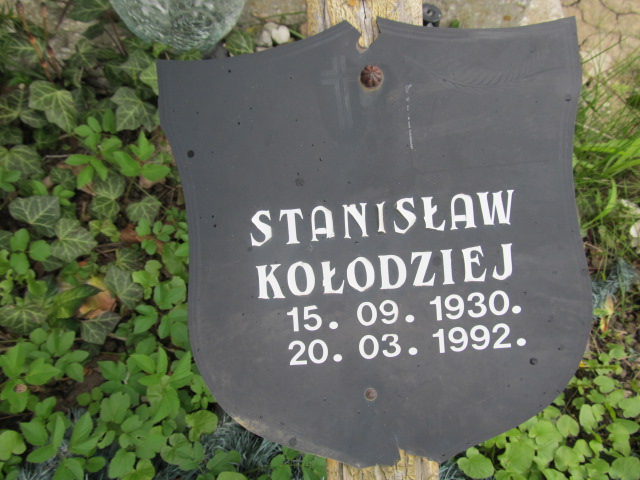 STANISŁAW
KOŁODZIEJ
15. 09. 1930.
20. 03. 1992.